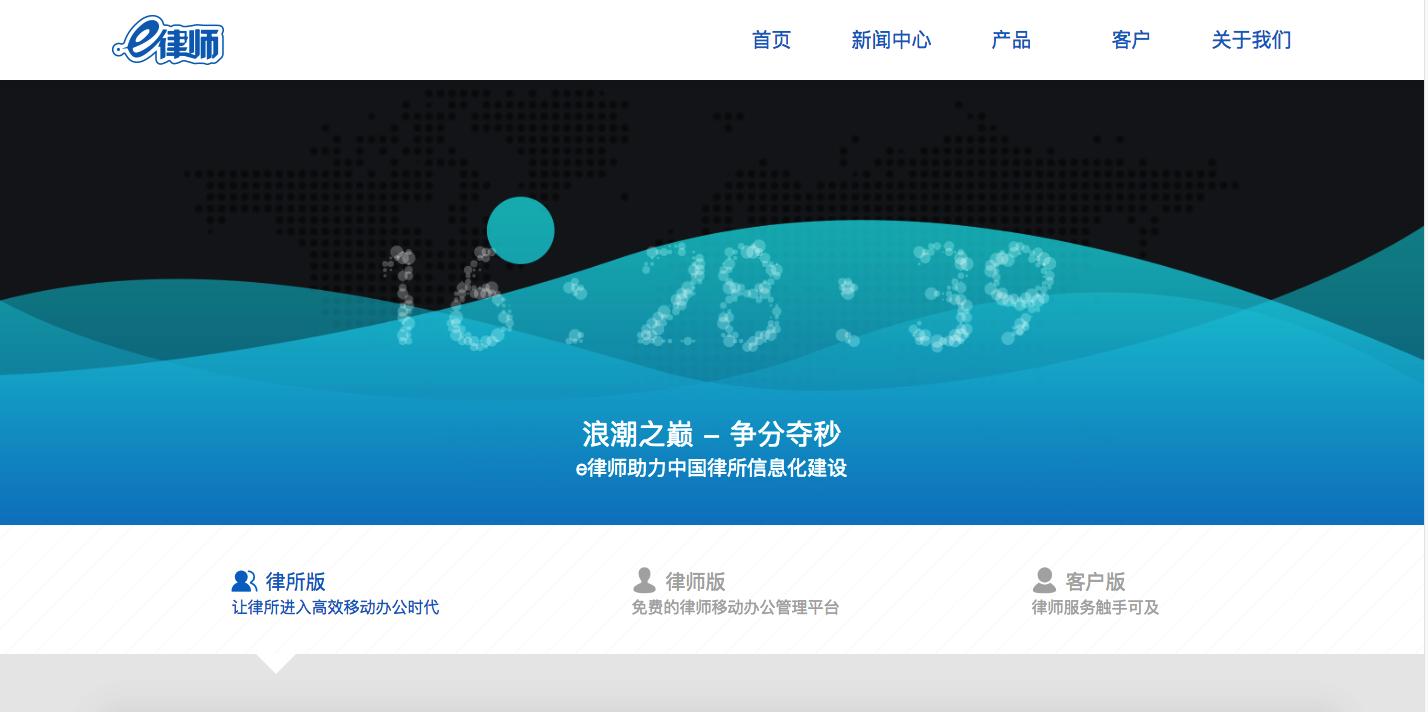 e律师
首页 新闻中心 产品 客户 关于我们
16:28:39
浪潮之巅 – 争分夺秒
e律师助力中国律所信息化建设
律所版 律师版 客户版
让律所进入高效移动办公时代 免费的律师移动办公管理平台 律师服务触手可及